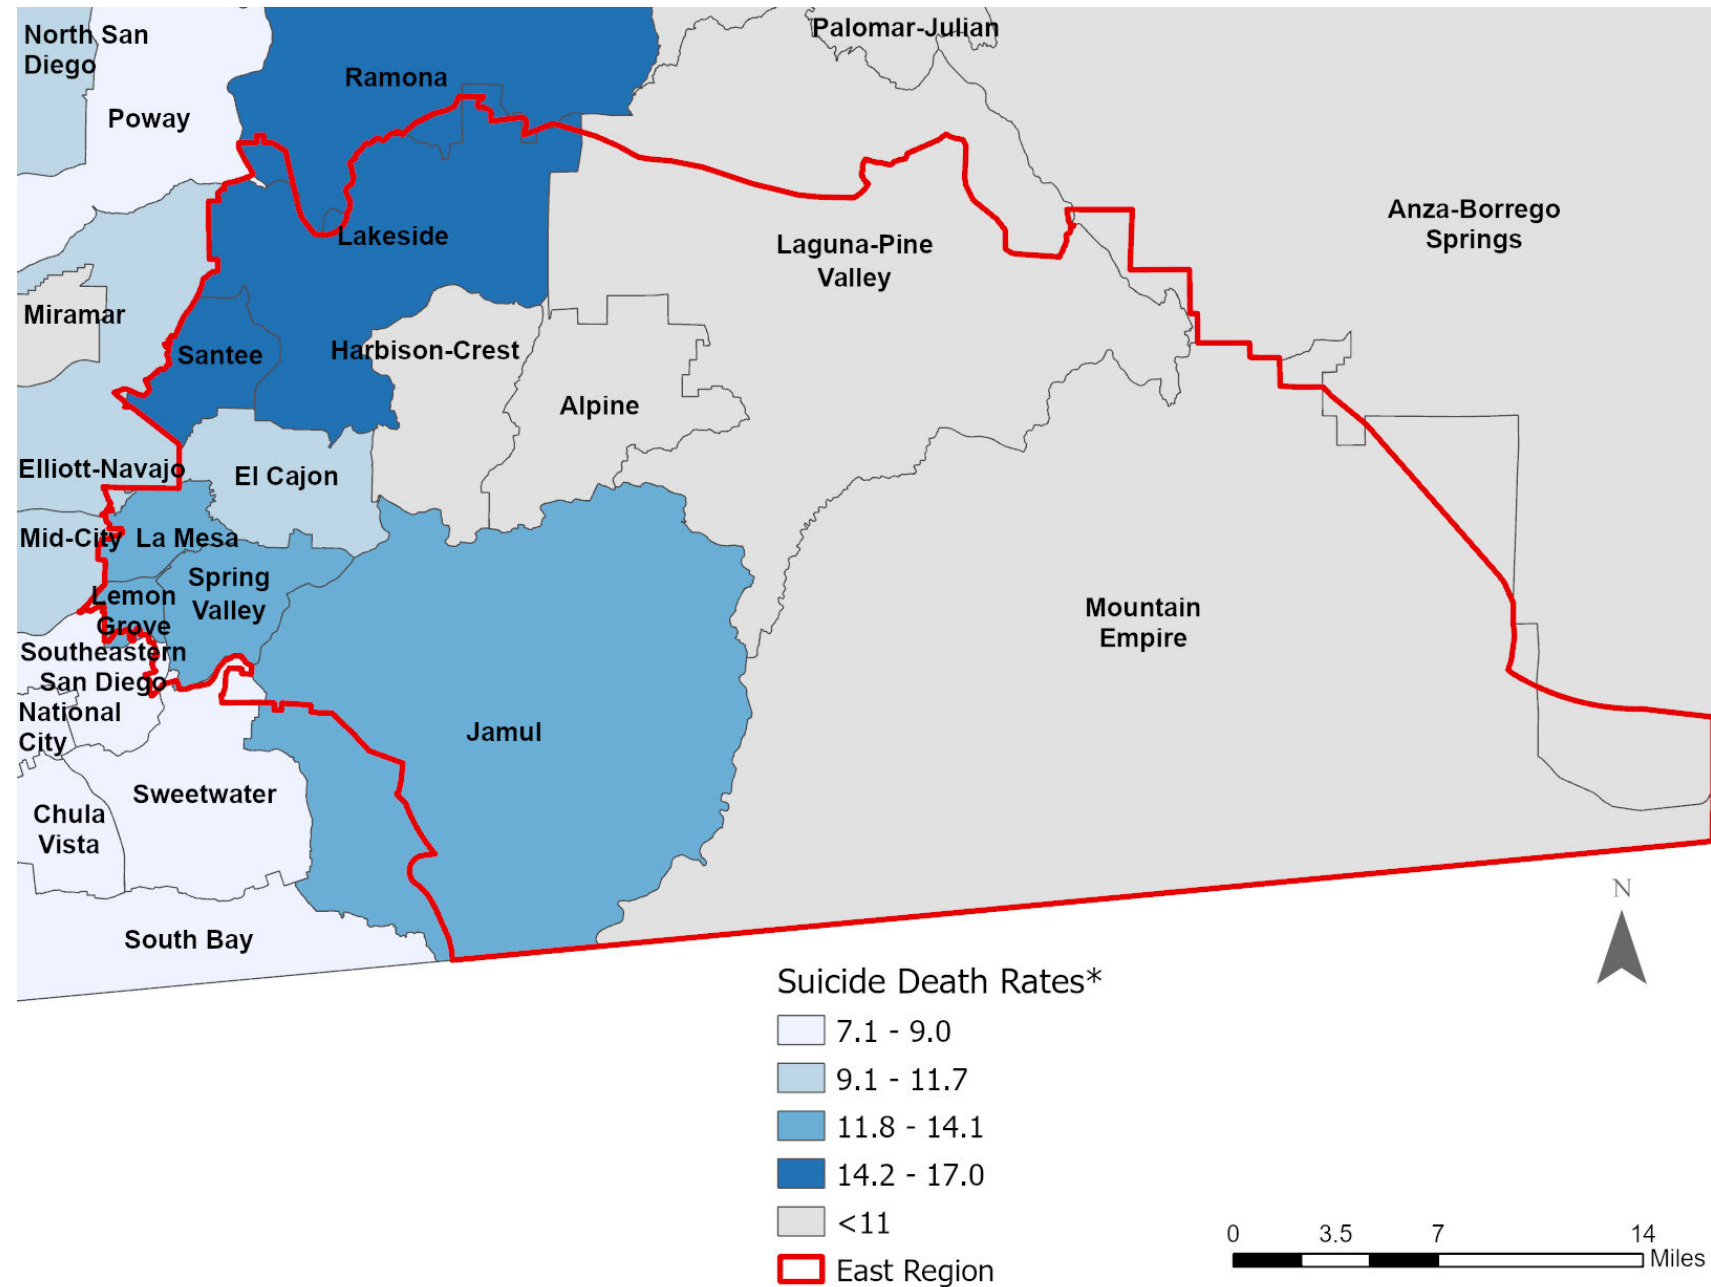 North San
Diego
Poway
Ramona
Palomar-Julian
Anza-Borrego
Springs
Lakeside
Laguna-Pine
Valley
Miramar
Santee
Harbison-Crest
Alpine
Elliott-Navajo
El Cajon
Mid-City
La Mesa
Spring
Valley
Lemon
Grove
Mountain
Empire
Southeastern
San Diego
National
City
Jamul
Sweetwater
Chula
Vista
South Bay
N
Suicide Death Rates*
7.1 - 9.0
9.1 - 11.7
11.8 - 14.1
14.2 - 17.0
<11
East Region
0 3.5 7 14
Miles